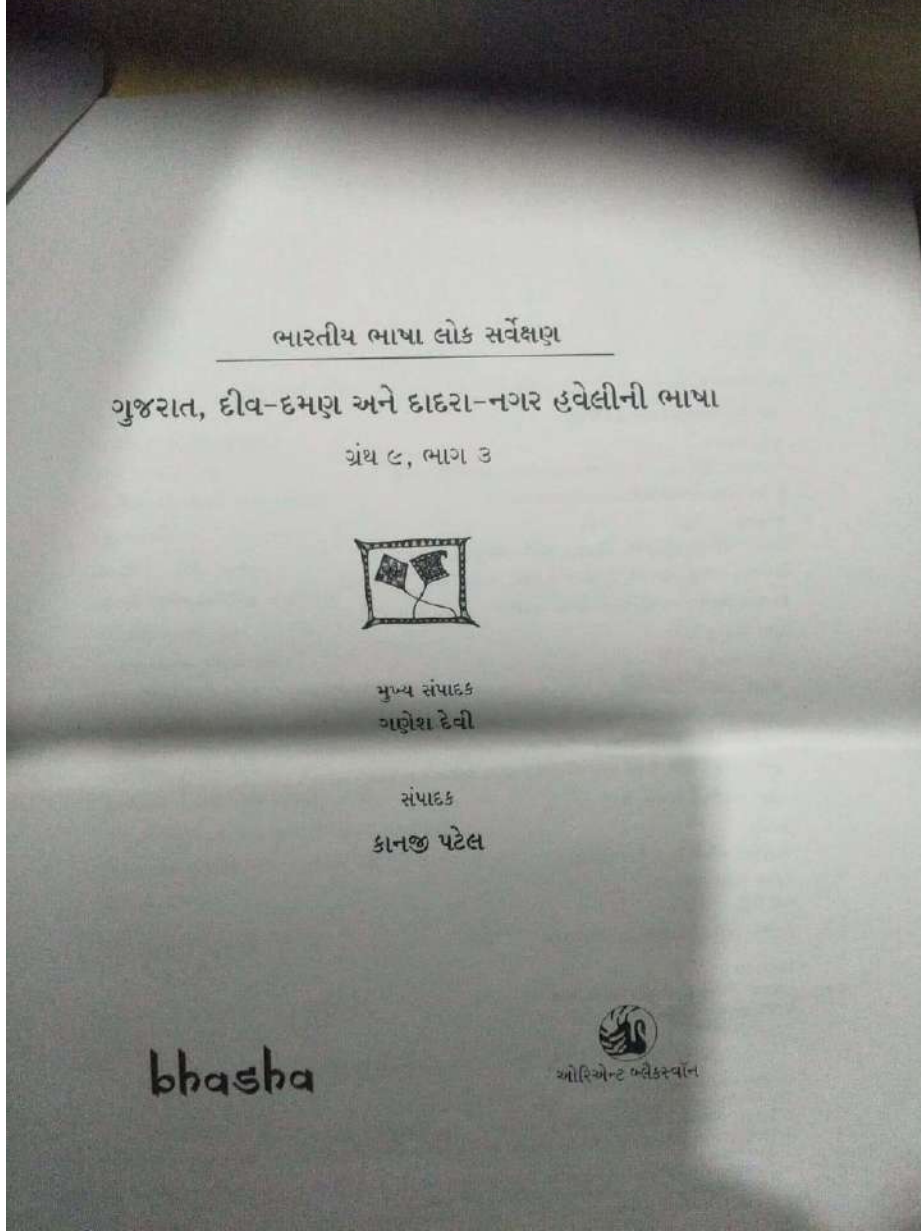 ભારતીય ભાષા લોક સર્વેક્ષણ
ગુજરાત, દીવ-દમણ અને દાદરા-નગર હવેલીની ભાષા
ગ્રંથ ૯, ભાગ ૩
મુખ્ય સંપાદક
ગણેશ દેવી
સંપાદક
કાનજી પટેલ
bhasha
ઓરિએન્ટ બ્લૅકસ્વૉન